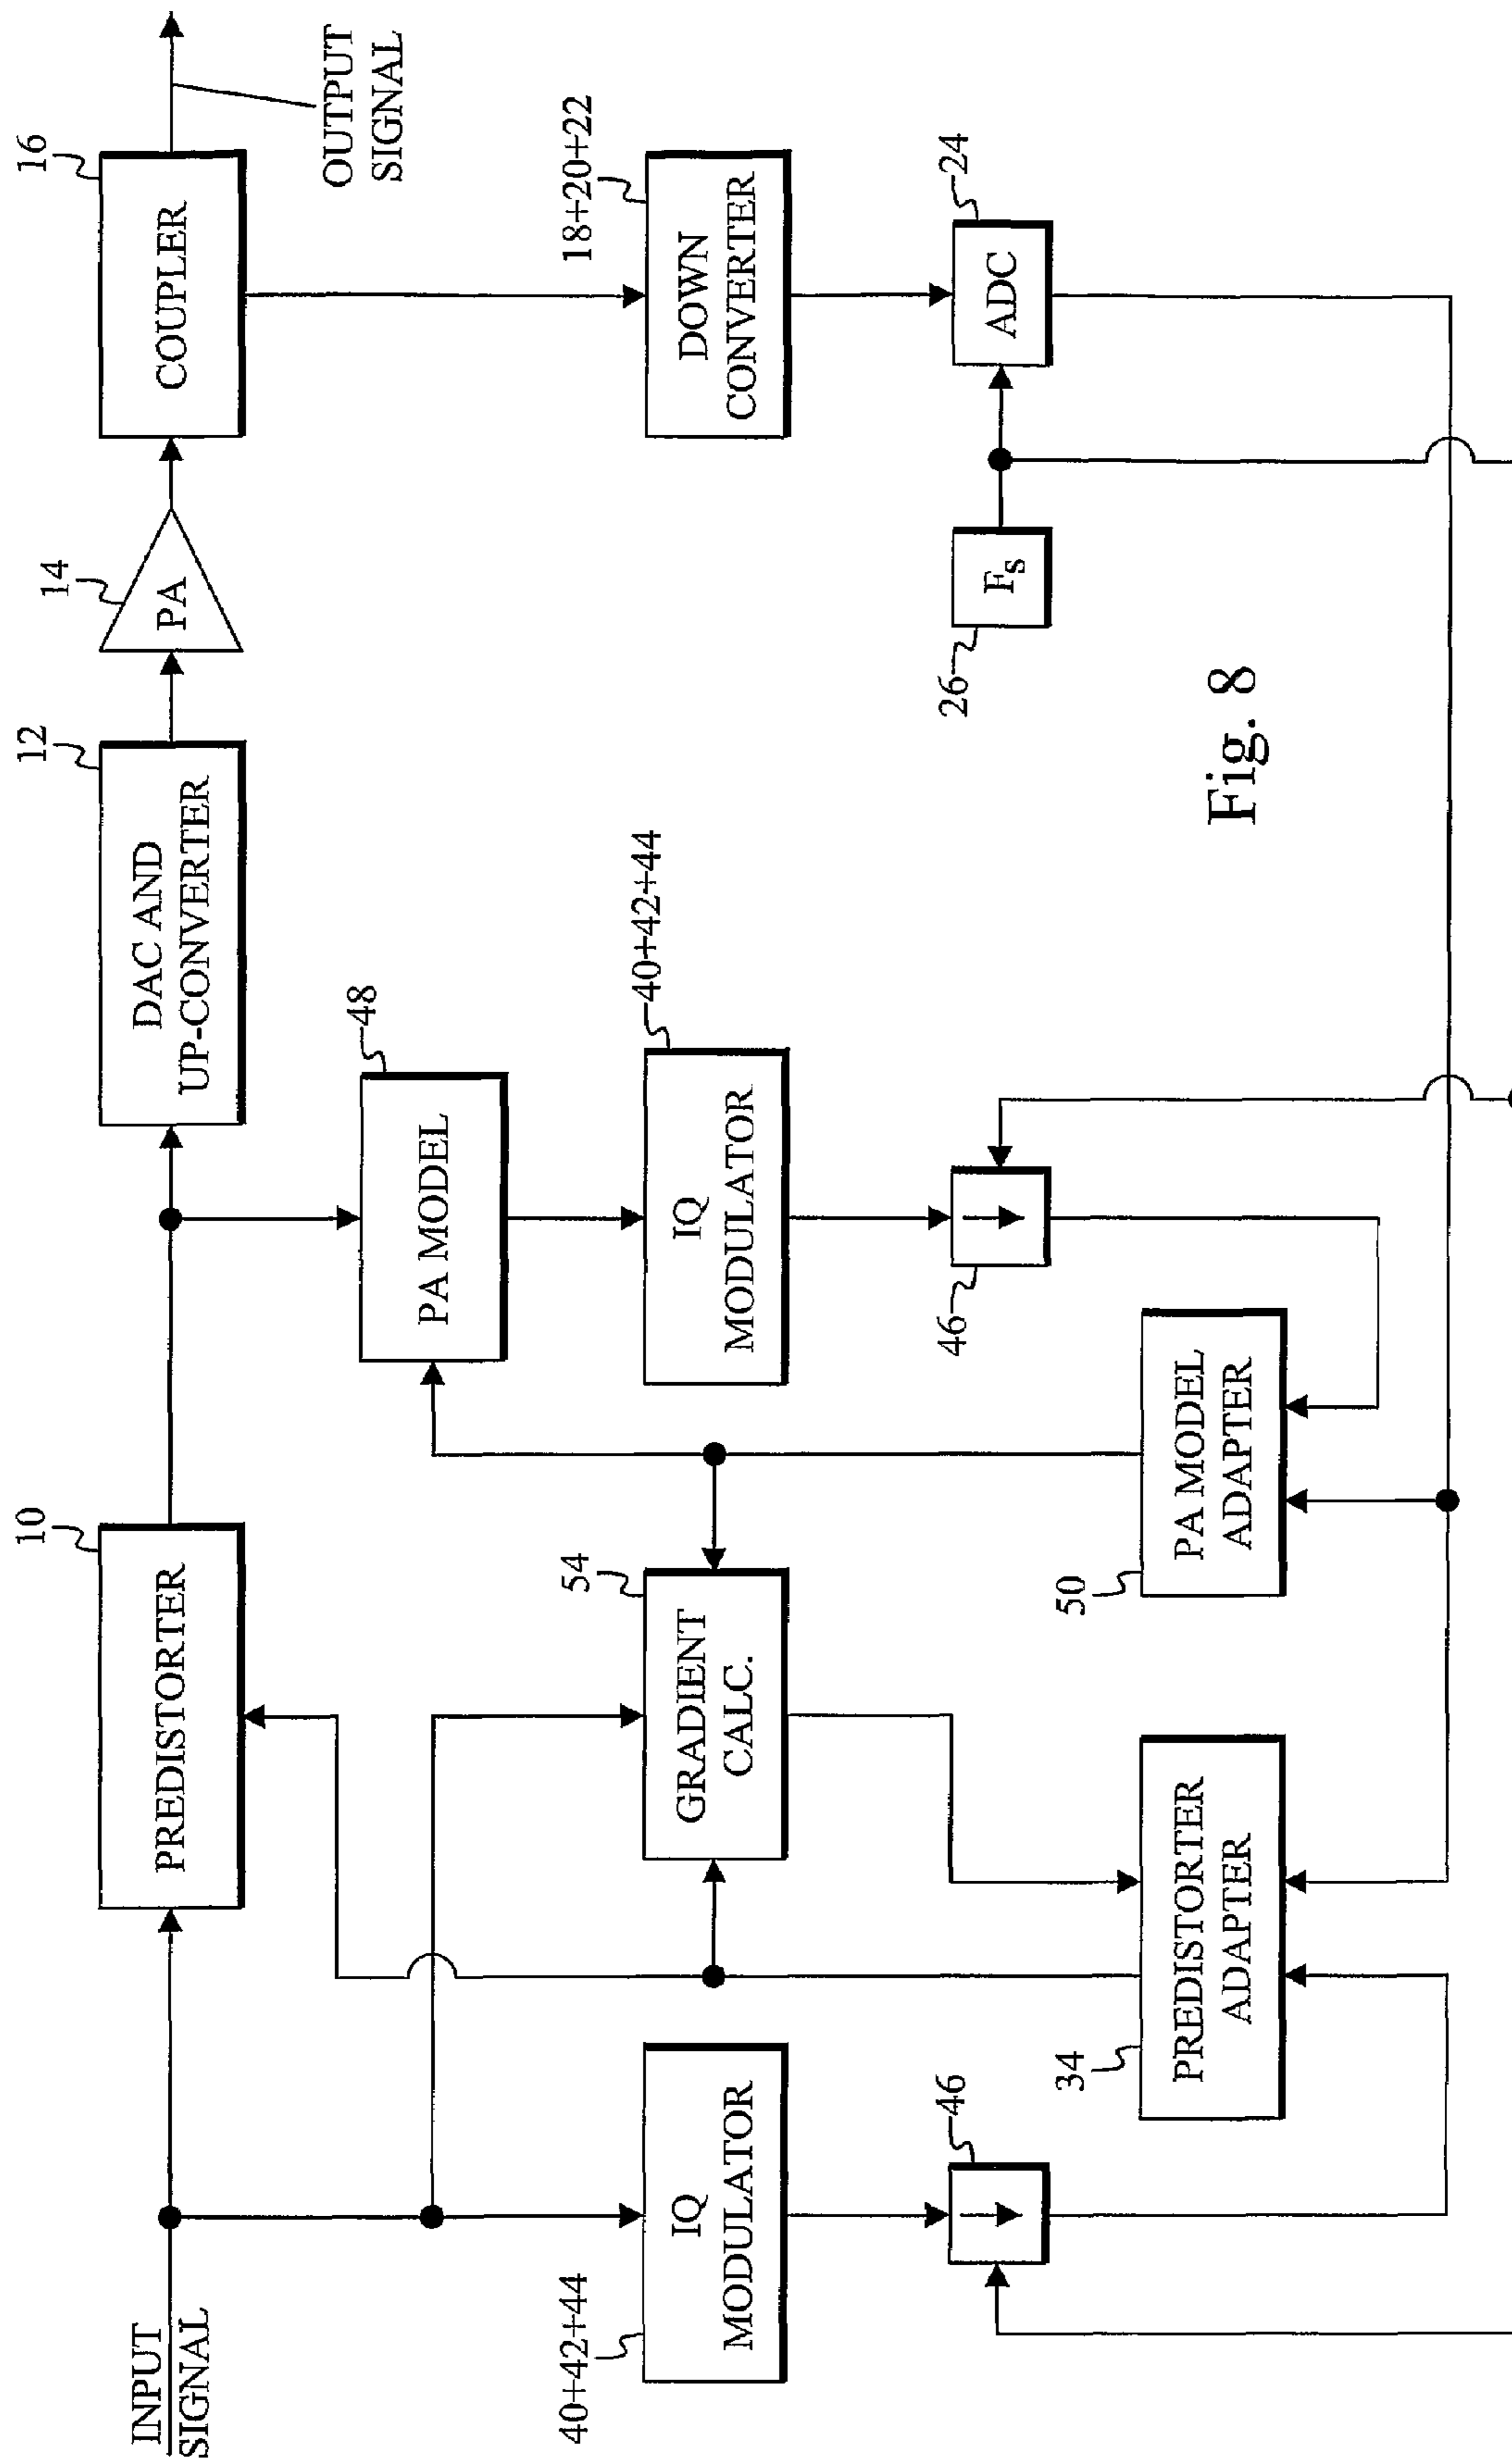 INPUT
SIGNAL
10
PREDISTORTER
12
DAC AND
UP-CONVERTER
14
PA
16
COUPLER
OUTPUT
SIGNAL
48
PA MODEL
40+42+44
IQ
MODULATOR
54
GRADIENT
CALC.
40+42+44
IQ
MODULATOR
18+20+22
DOWN
CONVERTER
46
46
26
Fs
24
ADC
34
PREDISTORTER
ADAPTER
50
PA MODEL
ADAPTER
Fig. 8